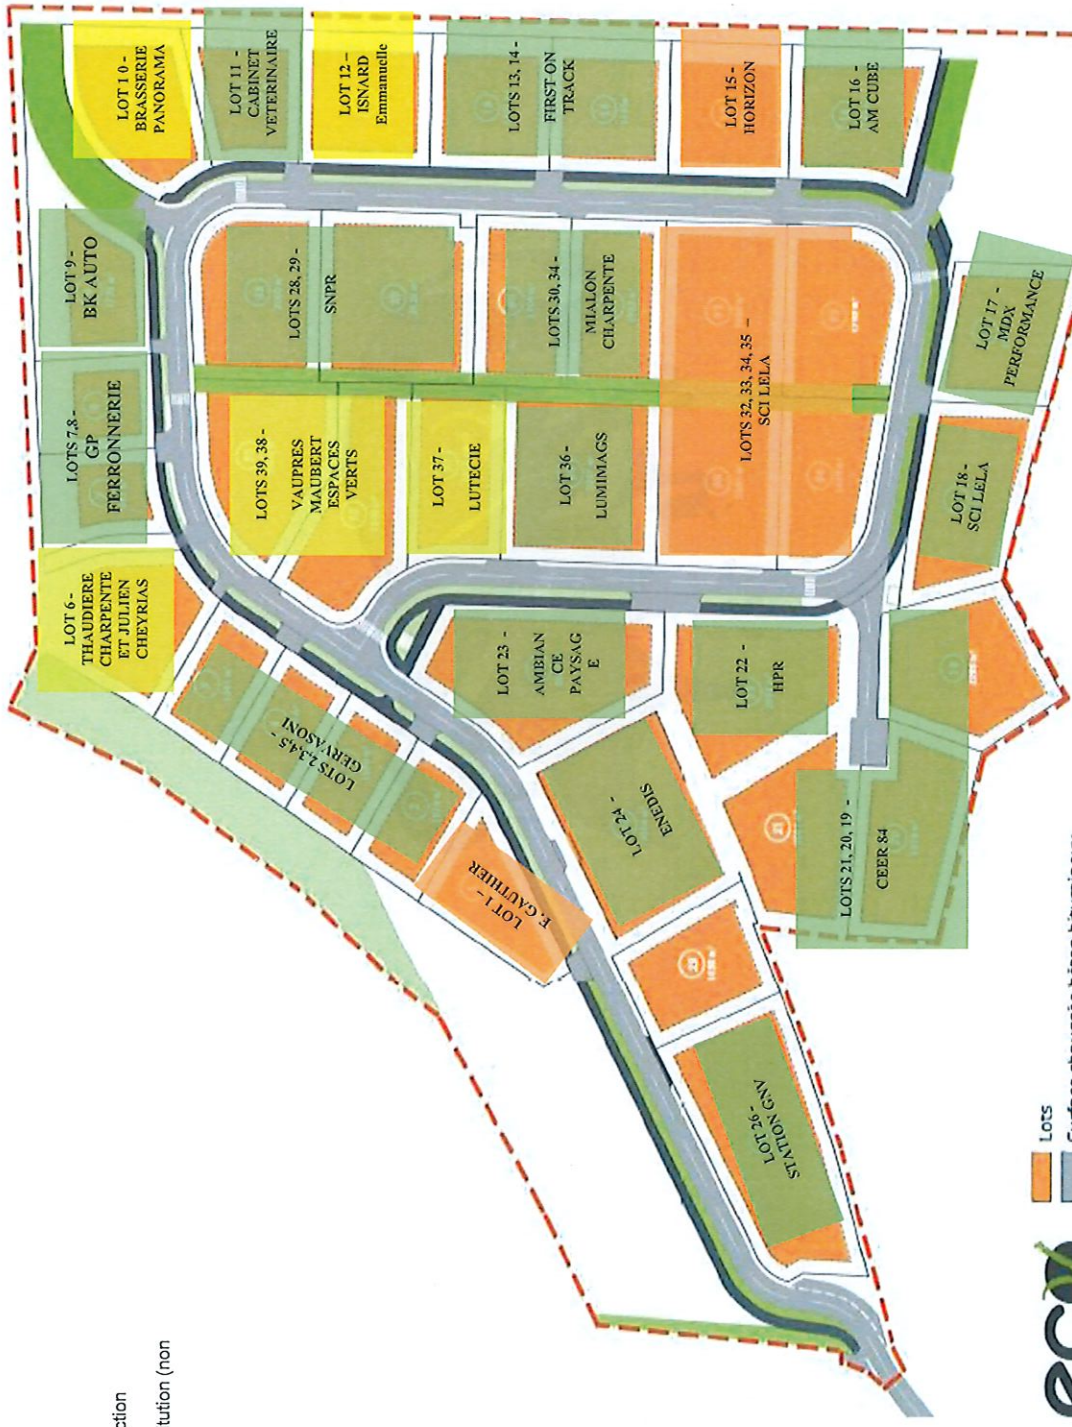 LOT 1 0 -
BRASSERIE
PANORAMA
LOT 11 -
CABINET
VETERINAIRE
LOT 12 –
ISNARD
Emmanuelle
LOTS 13, 14 -
FIRST-ON
TRACK
LOT 15 -
HORIZON
LOT 16 -
AM CUBE
LOT 9 -
BK AUTO
LOTS 28, 29 -
SNPR
LOTS 30, 34 -
MIALON
CHARPENTE
LOTS 7,8 -
GP
FERRONNERIE
LOTS 39, 38 -
VAUPRES
MAUBERT
ESPACES
VERTS
LOT 37 -
LUTECIE
LOT 36 -
LUMIMAGS
LOTS 32, 33, 34, 35 –
SCI LELA
LOT 17 -
MDX
PERFORMANCE
LOT 18 -
SCI LELA
LOT 6 -
THAUDIERE
CHARPENTE
ET JULIEN
CHEYRIAS
LOTS 2,3,4,5 -
GERVASONI
LOT 23 -
AMBIAN
CE
PAYSAG
E
LOT 22 -
HPR
LOT 1 –
E. GAUTHIER
LOT 24 -
ENEDIS
21
LOTS 21, 20, 19 -
CEER 84
LOT 26 -
STATION GNV
ction
tution (non
eco
Lots